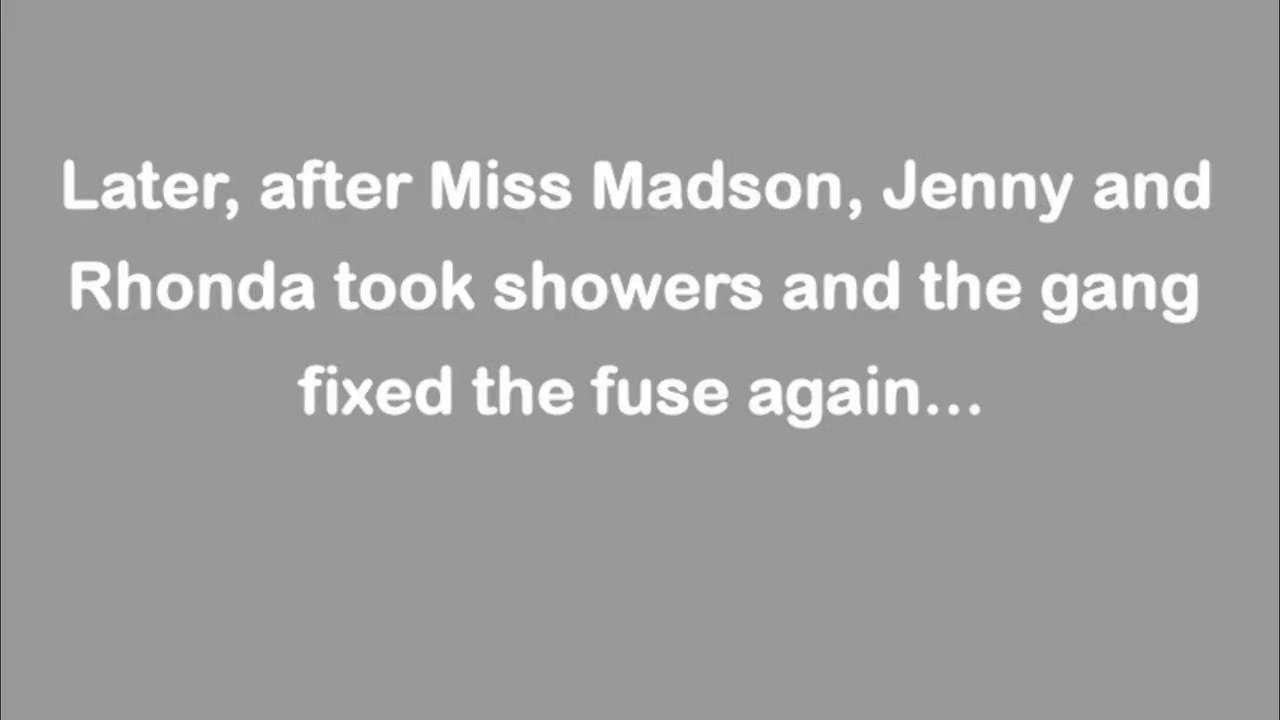 Later, after Miss Madson, Jenny and
Rhonda took showers and the gang
fixed the fuse again...